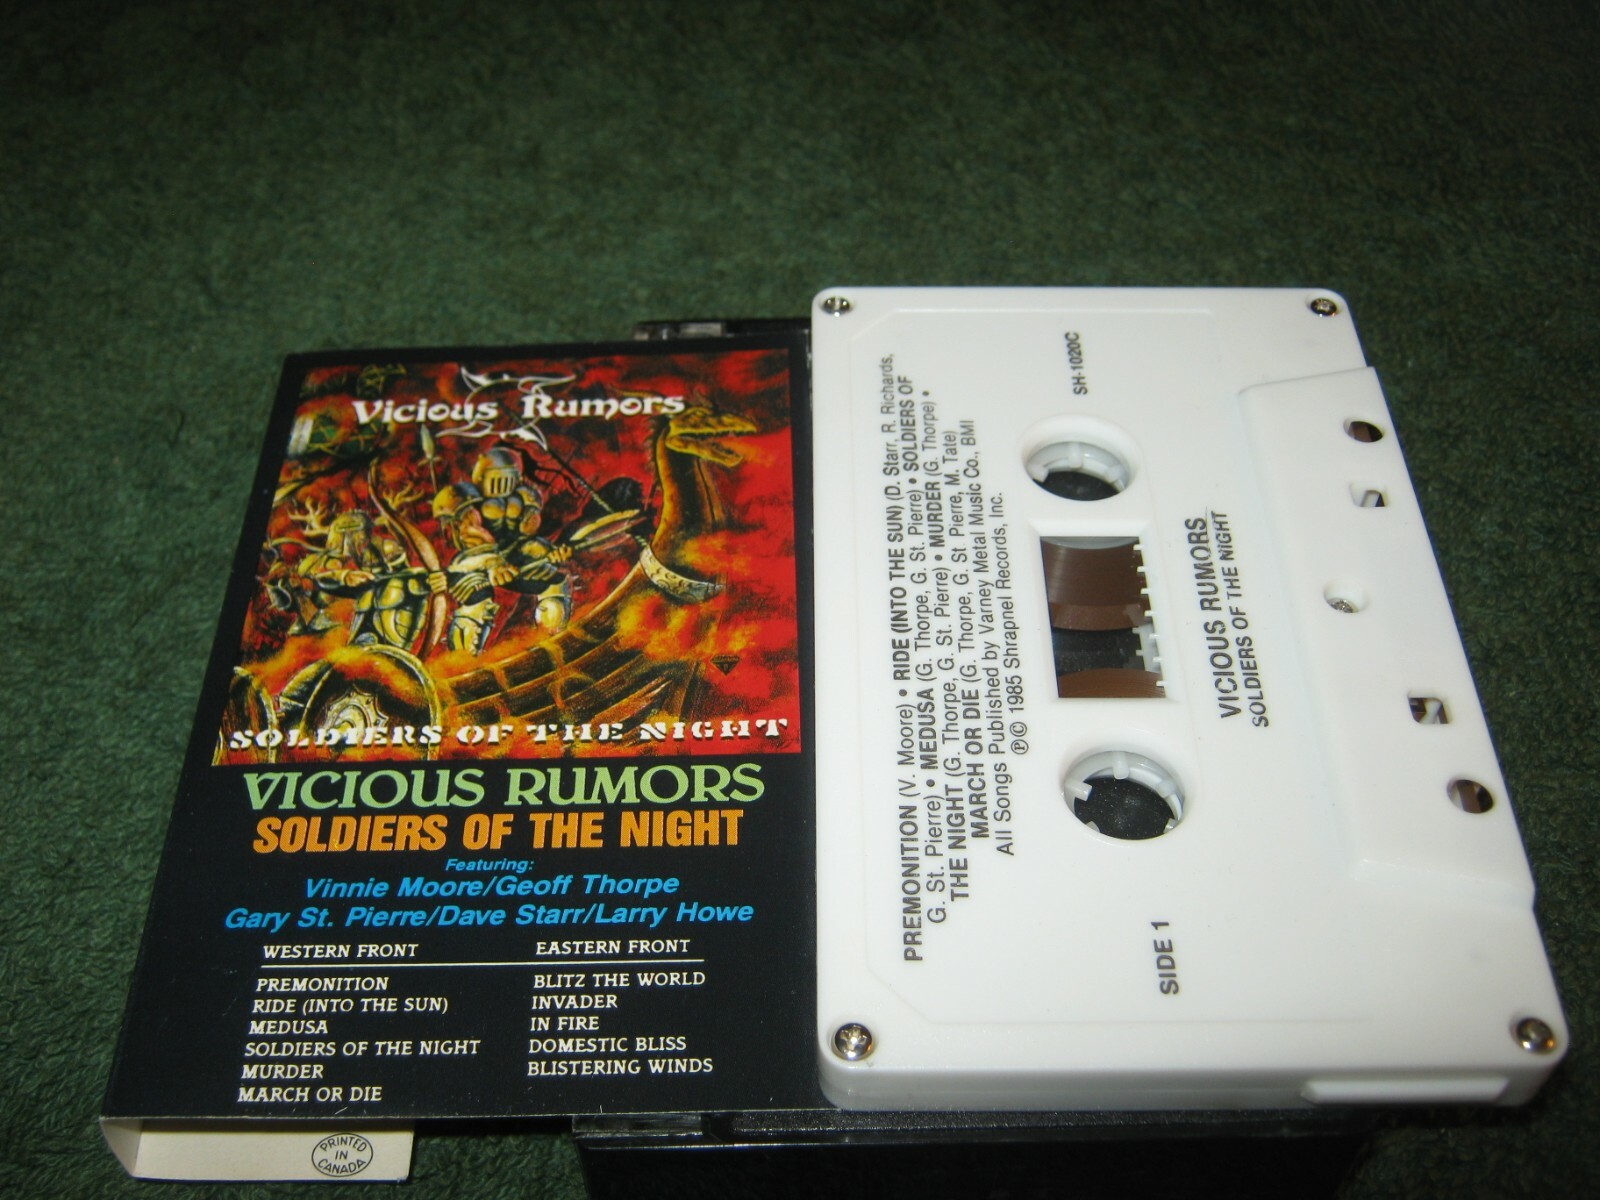 Vicious Rumors
SOLDIERS OF THE NIGHT
VICIOUS RUMORS
SOLDIERS OF THE NIGHT
Featuring:
Vinnie Moore/Geoff Thorpe
Gary St. Pierre/Dave Starr/Larry Howe
WESTERN FRONT
PREMONITION
RIDE (INTO THE SUN)
MEDUSA
SOLDIERS OF THE NIGHT
MURDER
MARCH OR DIE
EASTERN FRONT
BLITZ THE WORLD
INVADER
IN FIRE
DOMESTIC BLISS
BLISTERING WINDS
PRINTED
IN
CANADA
PREMONITION (V. Moore) • RIDE (INTO THE SUN) (D. Starr, R. Richards,
G. St. Pierre) • MEDUSA (G. Thorpe, G. St. Pierre) • SOLDIERS OF
THE NIGHT (G. Thorpe, G. St. Pierre) • MURDER (G. Thorpe) •
MARCH OR DIE (G. Thorpe, G. St. Pierre, M. Tate)
All Songs Published by Varney Metal Music Co., BMI
℗© 1985 Shrapnel Records, Inc.
SIDE 1
SH-1020C
VICIOUS RUMORS
SOLDIERS OF THE NIGHT